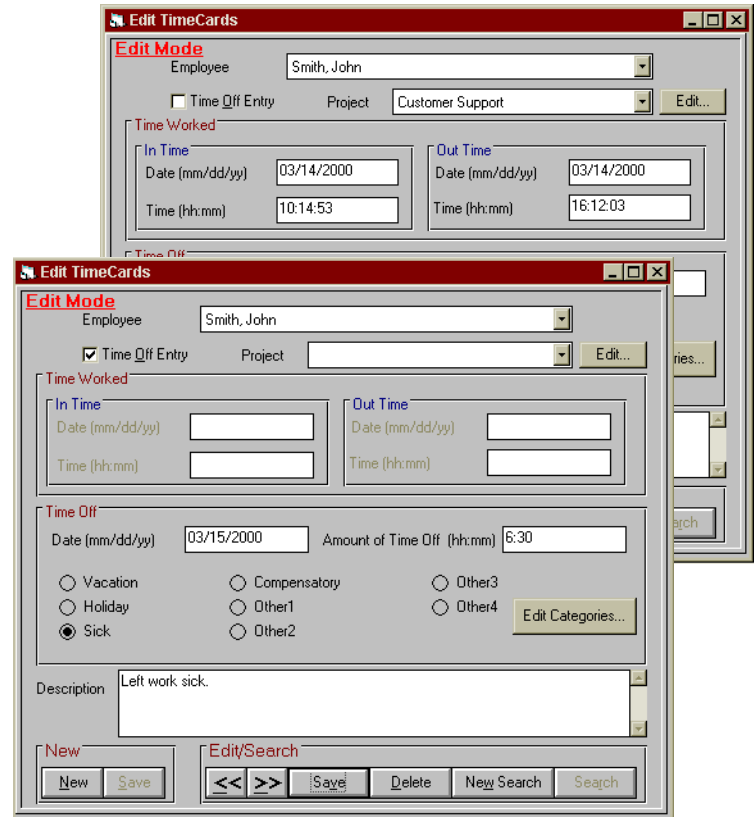 Edit TimeCards
Edit Mode
Employee Smith, John
Time Off Entry Project Customer Support Edit...
Time Worked
In Time Out Time
Date (mm/dd/yy) 03/14/2000 Date (mm/dd/yy) 03/14/2000
Time (hh:mm) 10:14:53 Time (hh:mm) 16:12:03
Time Off
Edit TimeCards
Edit Mode
Employee Smith, John
Time Off Entry Project Edit...
Time Worked
In Time Out Time
Date (mm/dd/yy) Date (mm/dd/yy)
Time (hh:mm) Time (hh:mm)
Time Off
Date (mm/dd/yy) 03/15/2000 Amount of Time Off (hh:mm) 6:30
Vacation Compensatory Other3
Holiday Other1 Other4 Edit Categories...
Sick Other2
Description Left work sick.
New Edit/Search
New Save << >> Save Delete New Search Search